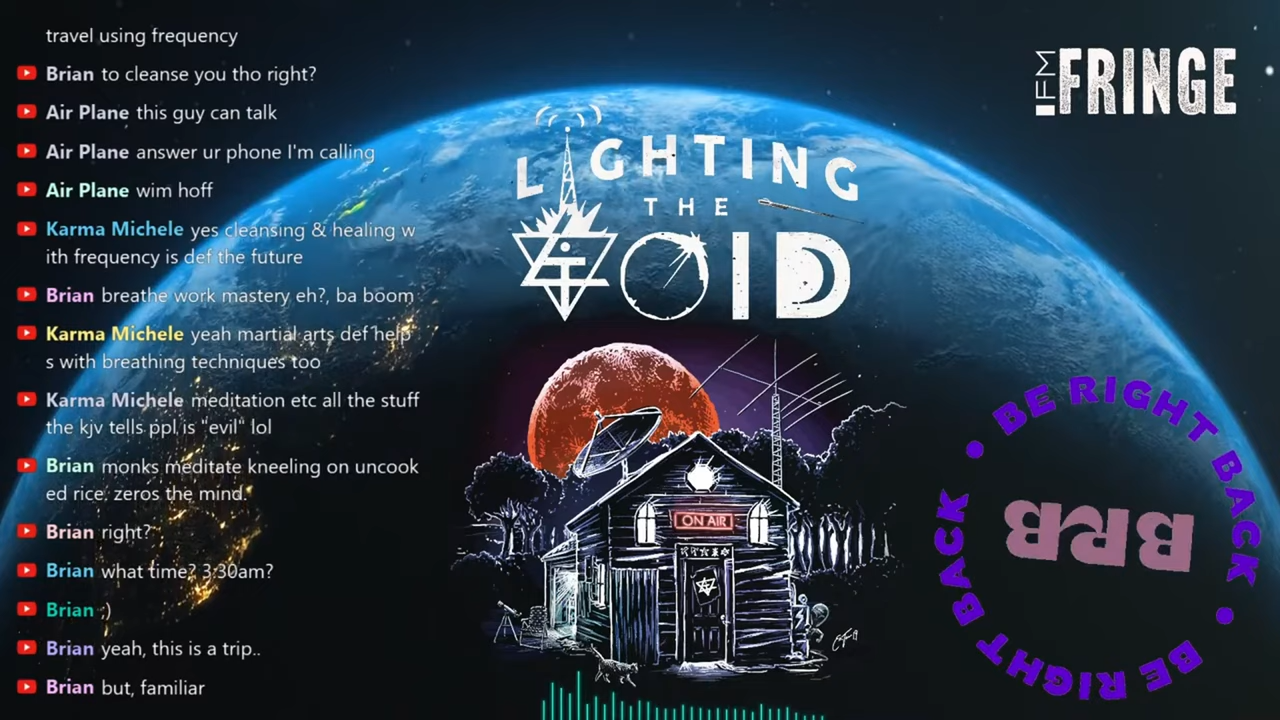 travel using frequency
Brian to cleanse you tho right?
Air Plane this guy can talk
Air Plane answer ur phone I'm calling
Air Plane wim hoff
Karma Michele yes cleansing & healing w
ith frequency is def the future
Brian breathe work mastery eh?, ba boom
Karma Michele yeah martial arts def help
s with breathing techniques too
Karma Michele meditation etc all the stuff
the kjv tells ppl is "evil" lol
Brian monks meditate kneeling on uncook
ed rice, zeros the mind.
Brian right?
Brian what time? 3:30am?
Brian ;)
Brian yeah, this is a trip..
Brian but, familiar
LIGHTING
THE
VOID
ON AIR
FM FRINGE
BE RIGHT BACK • BE RIGHT BACK •
BRB